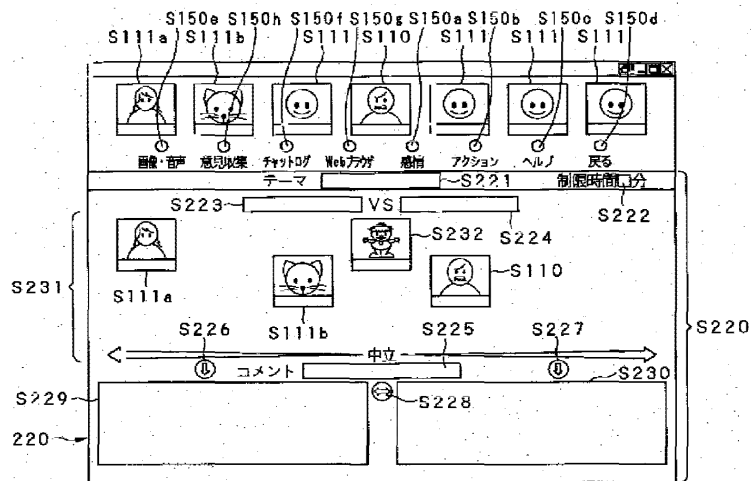 S150e S150h S150f S150g S150a S150b S150c S150d
S111a S111b S111 S110 S111 S111 S111
画像・音声 意見収集 チャットログ Webブラウザ 感情 アクション ヘルプ 戻る
テーマ S221 制限時間 分
S222
S223 VS
S224
S232
S231 S111a S111b S110 S220
S226 S225 S227
中立
コメント
S229 S228 S230
220